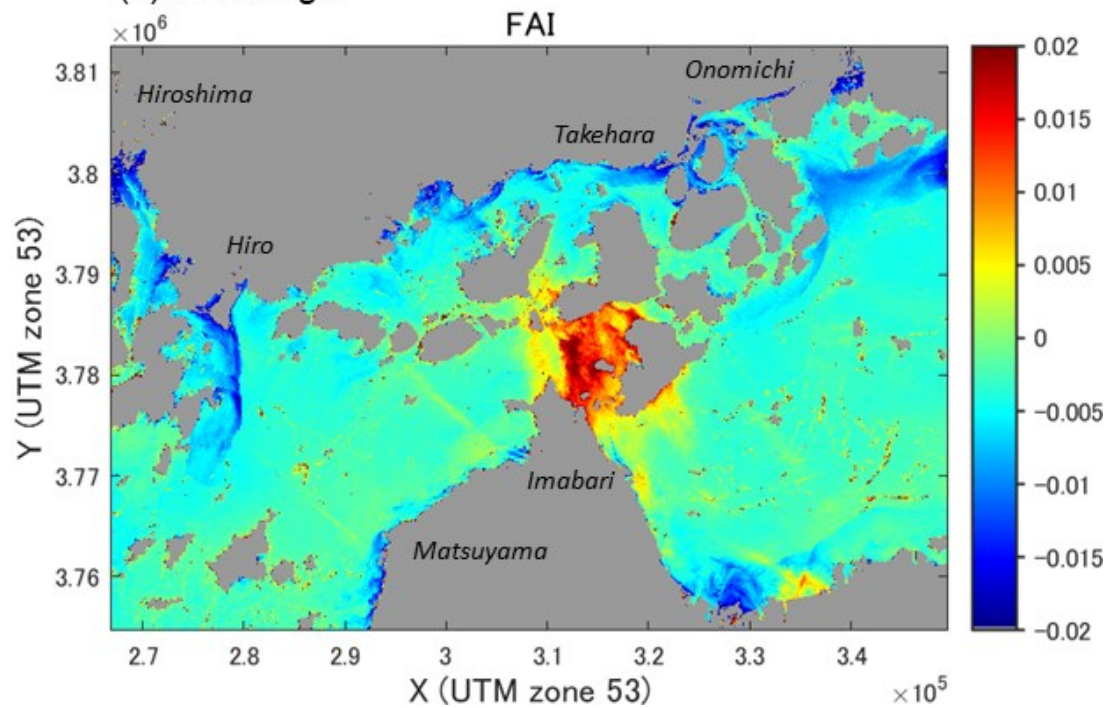 ×10⁶
FAI
3.81
3.8
3.79
3.78
3.77
3.76
Y (UTM zone 53)
Hiroshima
Onomichi
Takehara
Hiro
Imabari
Matsuyama
2.7 2.8 2.9 3 3.1 3.2 3.3 3.4
X (UTM zone 53)
×10⁵
0.02
0.015
0.01
0.005
0
−0.005
−0.01
−0.015
−0.02